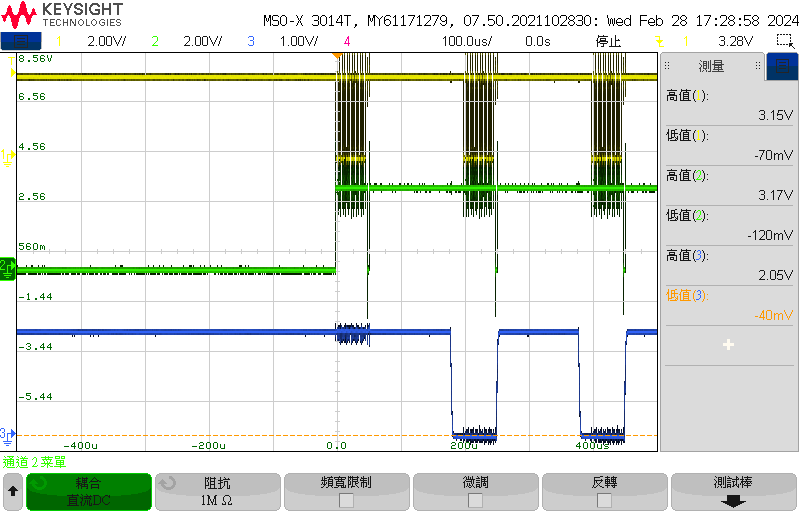 KEYSIGHT
TECHNOLOGIES
MSO-X 3014T, MY61171279, 07.50.2021102830: Wed Feb 28 17:28:58 2024
1 2.00V/ 2 2.00V/ 3 1.00V/ 4 100.0us/ 0.0s 停止 1 3.28V
8.56V
6.56
4.56
2.56
560m
-1.44
-3.44
-5.44
-400u -200u 0.0 200u 400us
1
2
3
測量
高值(1):
3.15V
低值(1):
-70mV
高值(2):
3.17V
低值(2):
-120mV
高值(3):
2.05V
低值(3):
-40mV
通道 2 菜單
耦合
直流DC
阻抗
1M Ω
頻寬限制
微調
反轉
測試棒